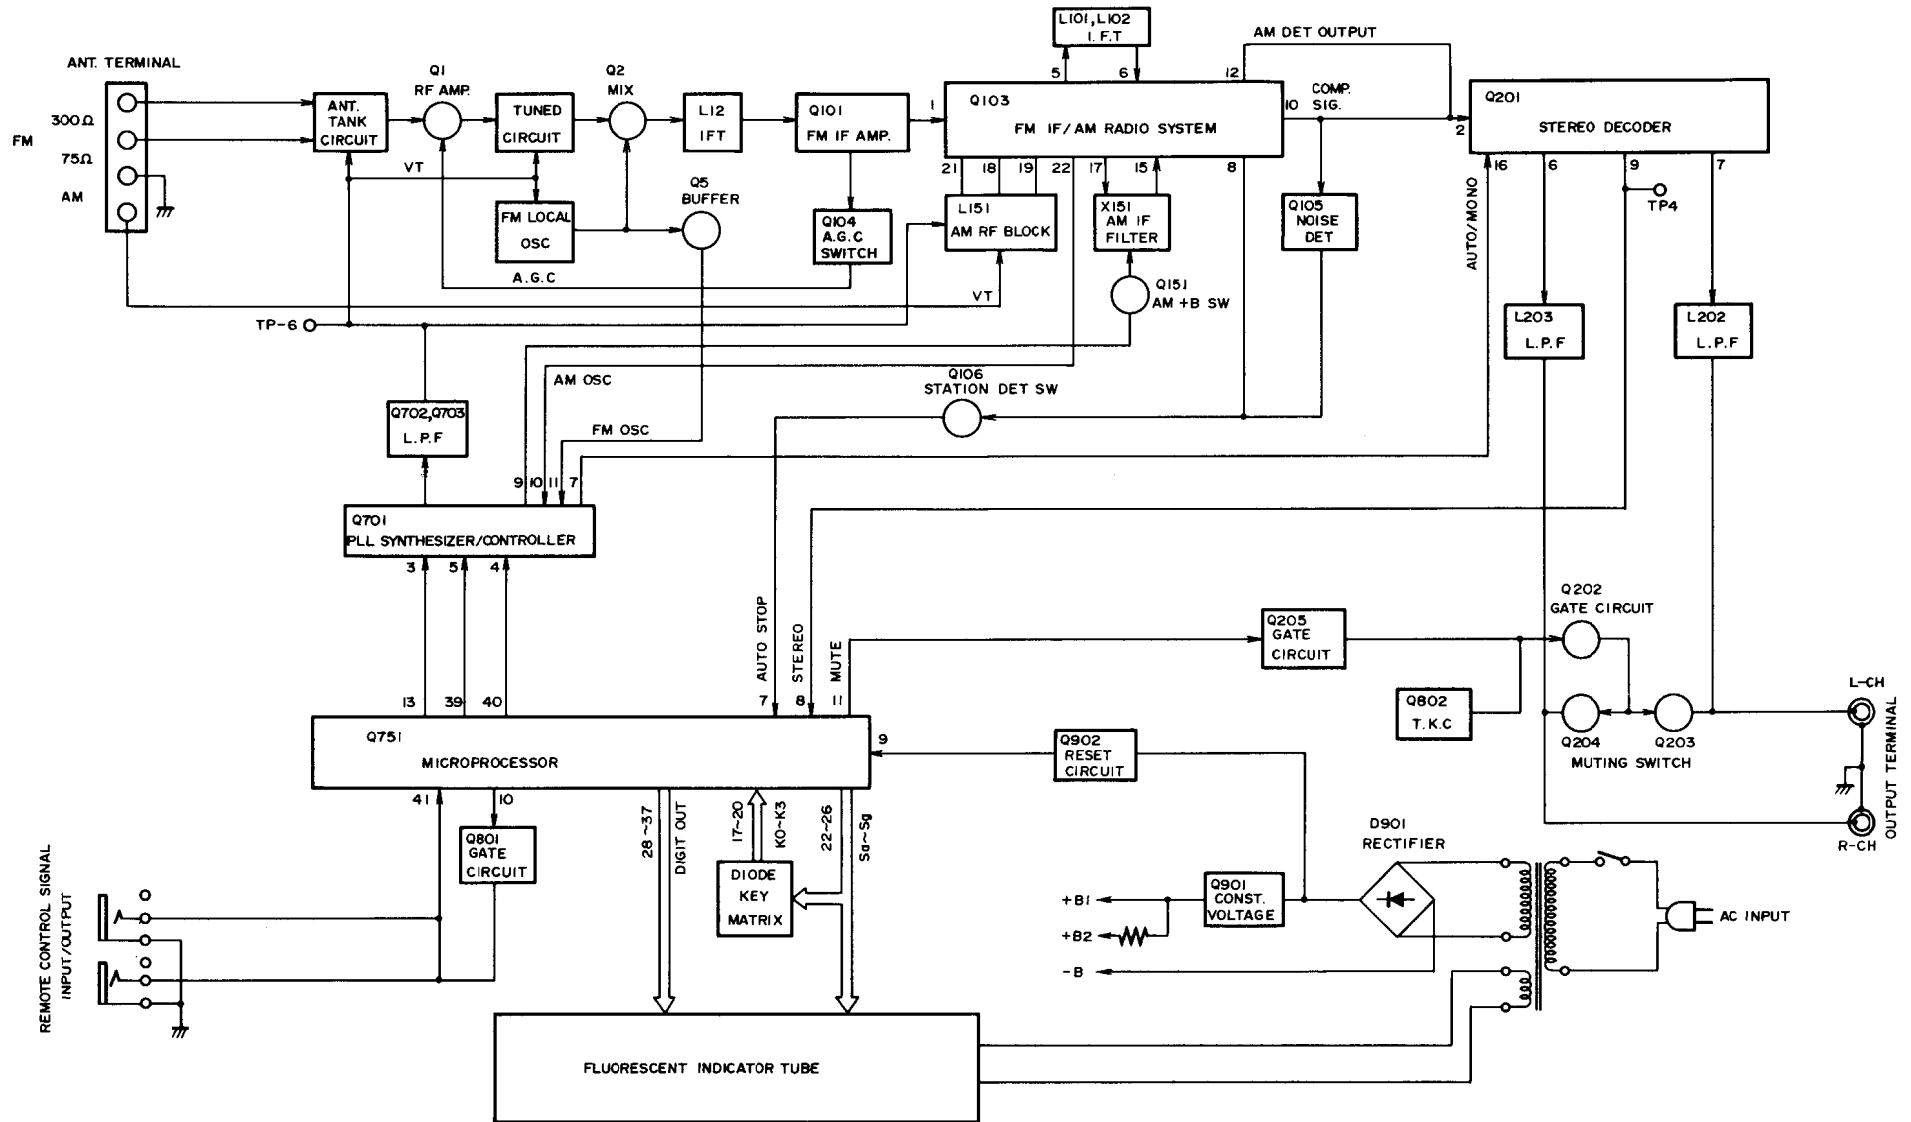 ANT. TERMINAL
FM
300Ω
75Ω
AM
ANT.
TANK
CIRCUIT
Q1
RF AMP.
TUNED
CIRCUIT
Q2
MIX
L12
IFT
Q101
FM IF AMP.
L101, L102
I.F.T
5
6
12
AM DET OUTPUT
1
Q103
FM IF/AM RADIO SYSTEM
10
COMP.
SIG.
2
Q201
STEREO DECODER
21
18
19
22
17
15
8
16
6
9
7
VT
FM LOCAL
OSC
Q5
BUFFER
Q104
A.G.C
SWITCH
A.G.C
L151
AM RF BLOCK
X151
AM IF
FILTER
Q105
NOISE
DET
AUTO/MONO
TP4
VT
Q151
AM +B SW
TP-6
L203
L.P.F
L202
L.P.F
AM OSC
Q106
STATION DET SW
Q702,Q703
L.P.F
FM OSC
9
10
11
7
Q701
PLL SYNTHESIZER/CONTROLLER
3
5
4
13
39
40
AUTO STOP
STEREO
MUTE
7
8
11
Q205
GATE
CIRCUIT
Q202
GATE CIRCUIT
Q802
T.K.C
Q204
Q203
MUTING SWITCH
L-CH
R-CH
OUTPUT TERMINAL
Q751
MICROPROCESSOR
9
Q902
RESET
CIRCUIT
41
10
Q801
GATE
CIRCUIT
28~37
DIGIT OUT
17~20
K0~K3
22~26
Sa~Sg
DIODE
KEY
MATRIX
REMOTE CONTROL SIGNAL
INPUT/OUTPUT
D901
RECTIFIER
Q901
CONST.
VOLTAGE
+B1
+B2
-B
AC INPUT
FLUORESCENT INDICATOR TUBE